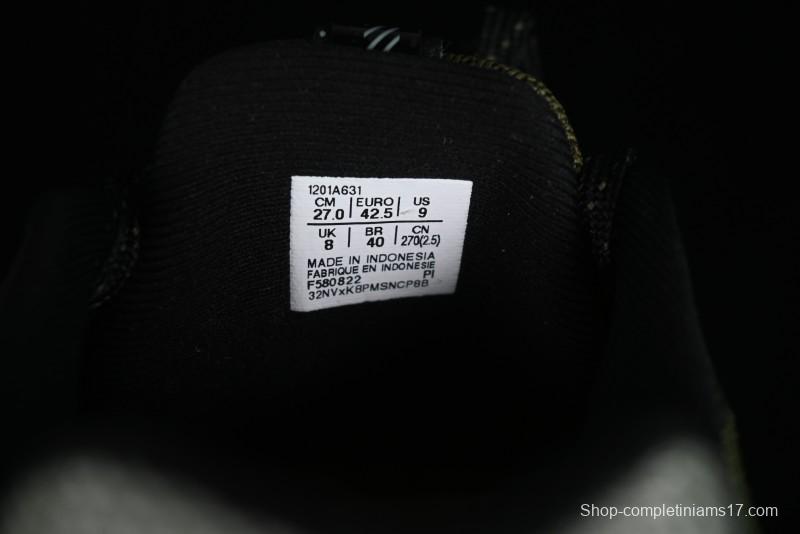 1201A631
CM EURO US
27.0 42.5 9
UK BR CN
8 40 270(2.5)
MADE IN INDONESIA
FABRIQUE EN INDONESIE
F580822 PI
32NVxK8PMSNCP8B
Shop-completiniams17.com